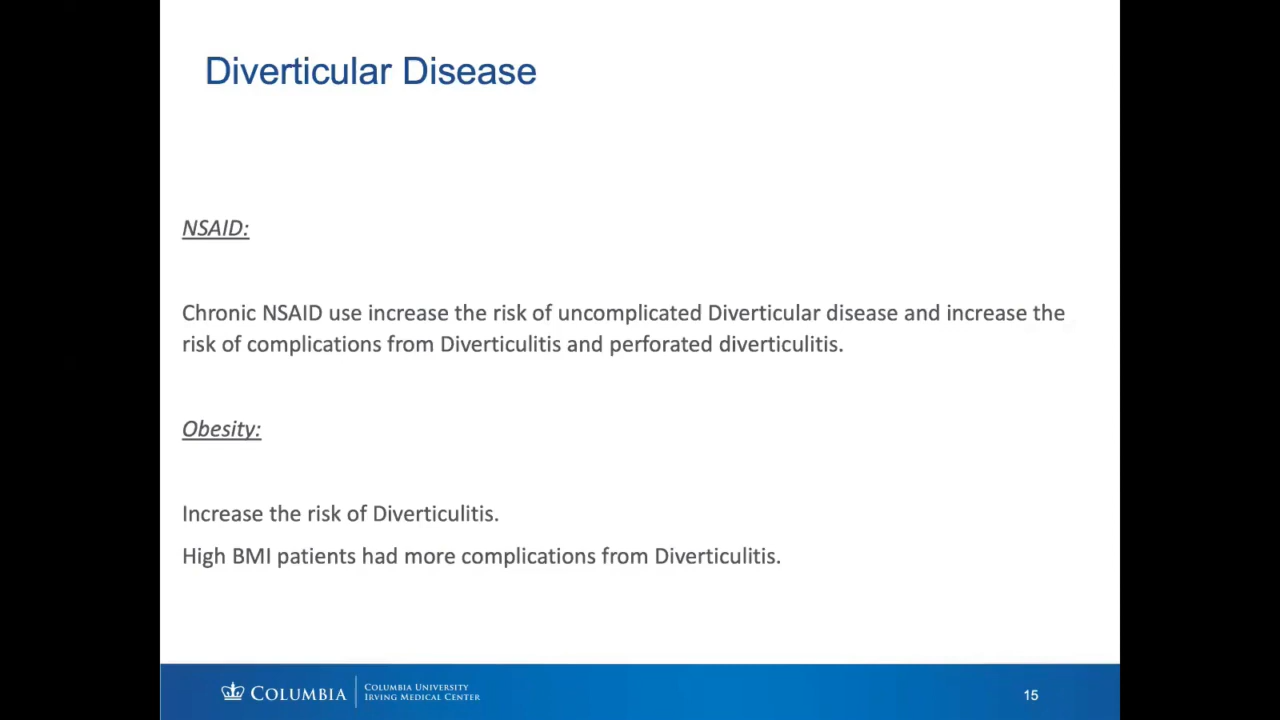 Diverticular Disease
NSAID:
Chronic NSAID use increase the risk of uncomplicated Diverticular disease and increase the
risk of complications from Diverticulitis and perforated diverticulitis.
Obesity:
Increase the risk of Diverticulitis.
High BMI patients had more complications from Diverticulitis.
COLUMBIA
COLUMBIA UNIVERSITY
IRVING MEDICAL CENTER
15